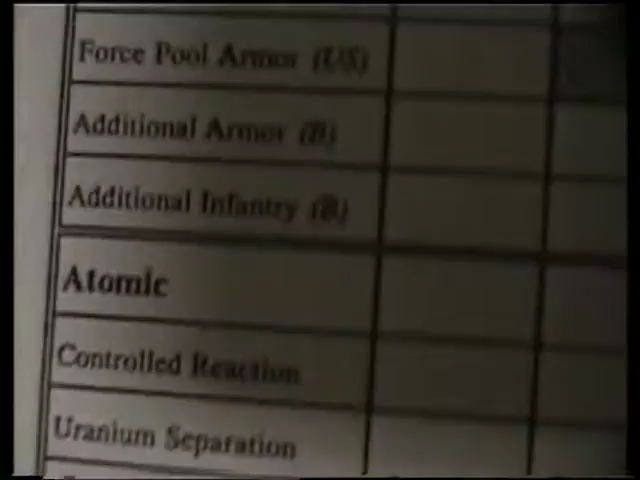 Force Pool Armor (US)
Additional Armor (B)
Additional Infantry (B)
Atomic
Controlled Reaction
Uranium Separation